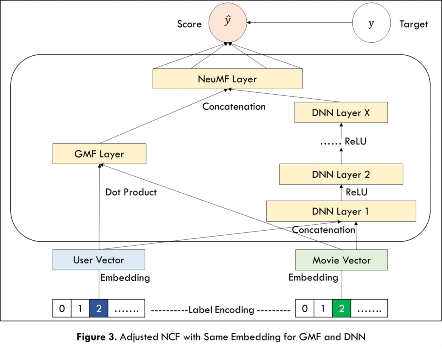 Score
ŷ
y
Target
NeuMF Layer
Concatenation
DNN Layer X
...... ReLU
GMF Layer
DNN Layer 2
ReLU
Dot Product
DNN Layer 1
Concatenation
User Vector
Movie Vector
Embedding
Embedding
0 1 2 ....... ----------Label Encoding ---------- 0 1 2 .......
Figure 3. Adjusted NCF with Same Embedding for GMF and DNN